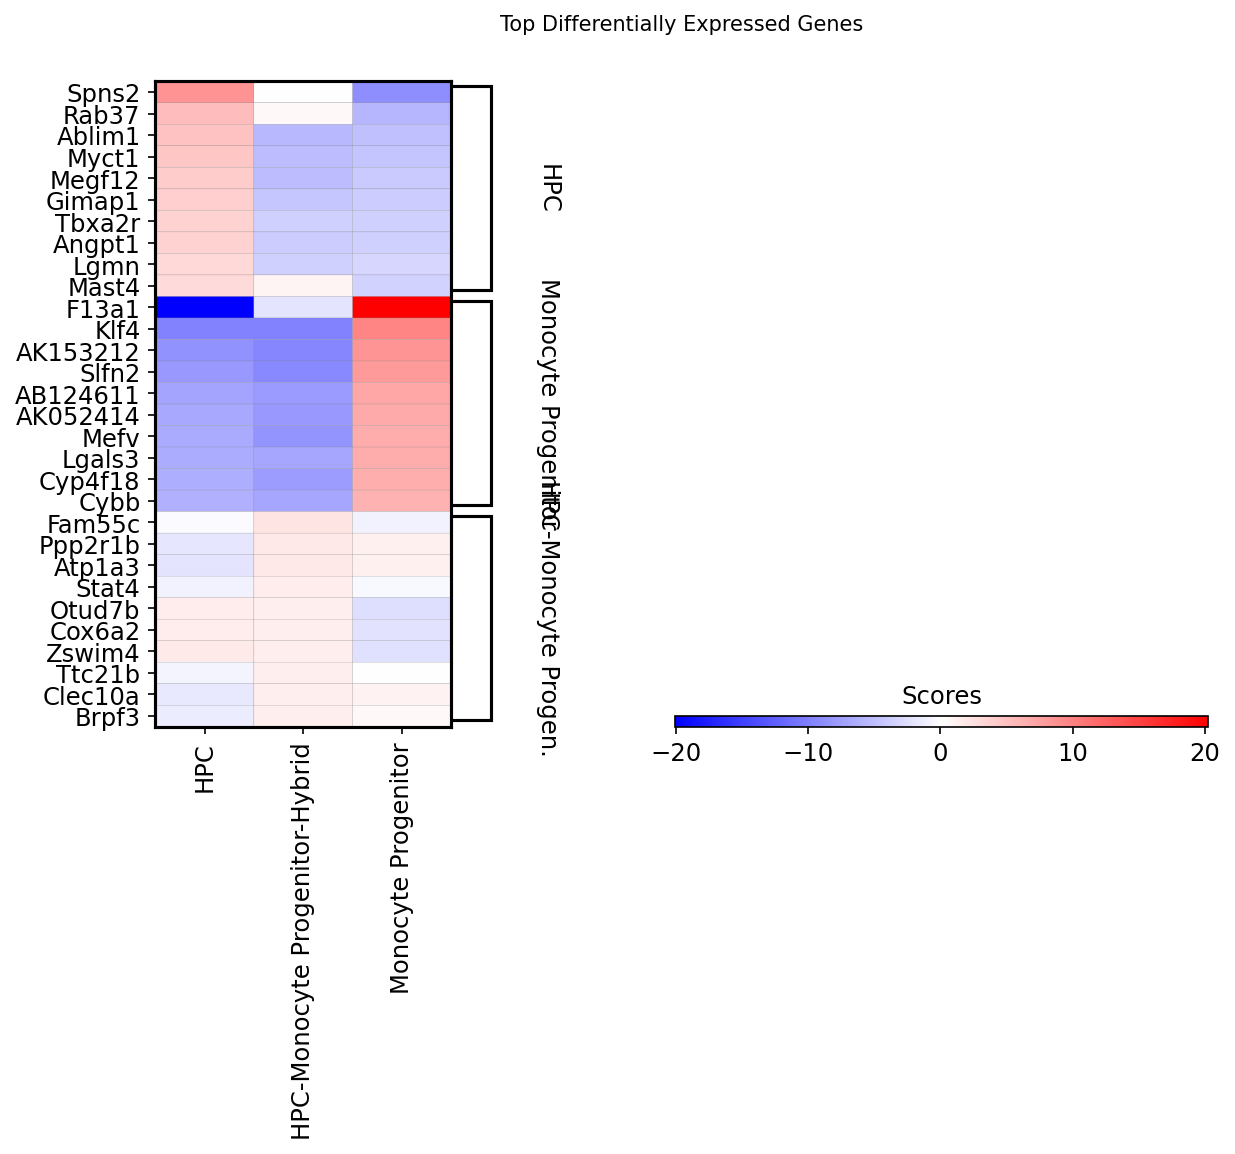 Top Differentially Expressed Genes
Spns2
Rab37
Ablim1
Myct1
Megf12
Gimap1
Tbxa2r
Angpt1
Lgmn
Mast4
F13a1
Klf4
AK153212
Slfn2
AB124611
AK052414
Mefv
Lgals3
Cyp4f18
Cybb
Fam55c
Ppp2r1b
Atp1a3
Stat4
Otud7b
Cox6a2
Zswim4
Ttc21b
Clec10a
Brpf3
HPC
Monocyte Progenitor
HPC-Monocyte Progen.
HPC
HPC-Monocyte Progenitor-Hybrid
Monocyte Progenitor
Scores
−20 −10 0 10 20